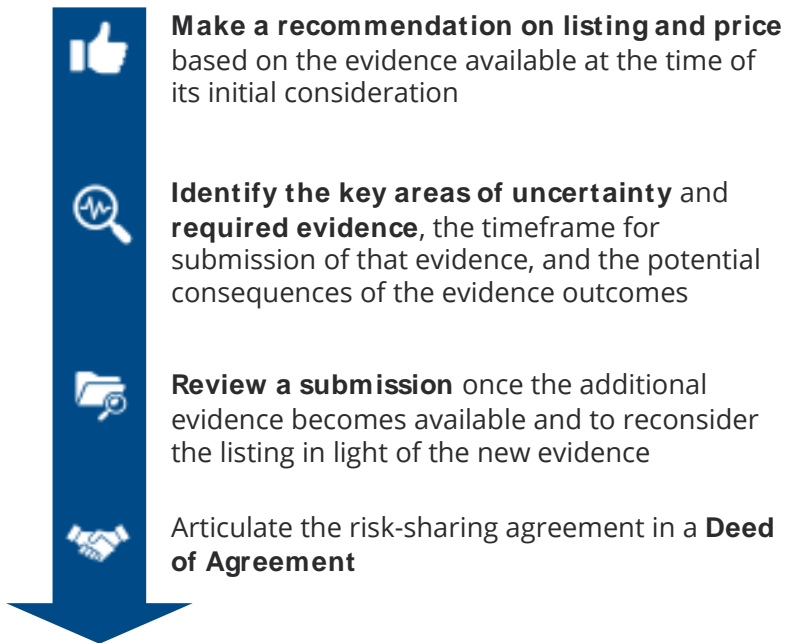 Make a recommendation on listing and price
based on the evidence available at the time of
its initial consideration
Identify the key areas of uncertainty and
required evidence, the timeframe for
submission of that evidence, and the potential
consequences of the evidence outcomes
Review a submission once the additional
evidence becomes available and to reconsider
the listing in light of the new evidence
Articulate the risk-sharing agreement in a Deed
of Agreement